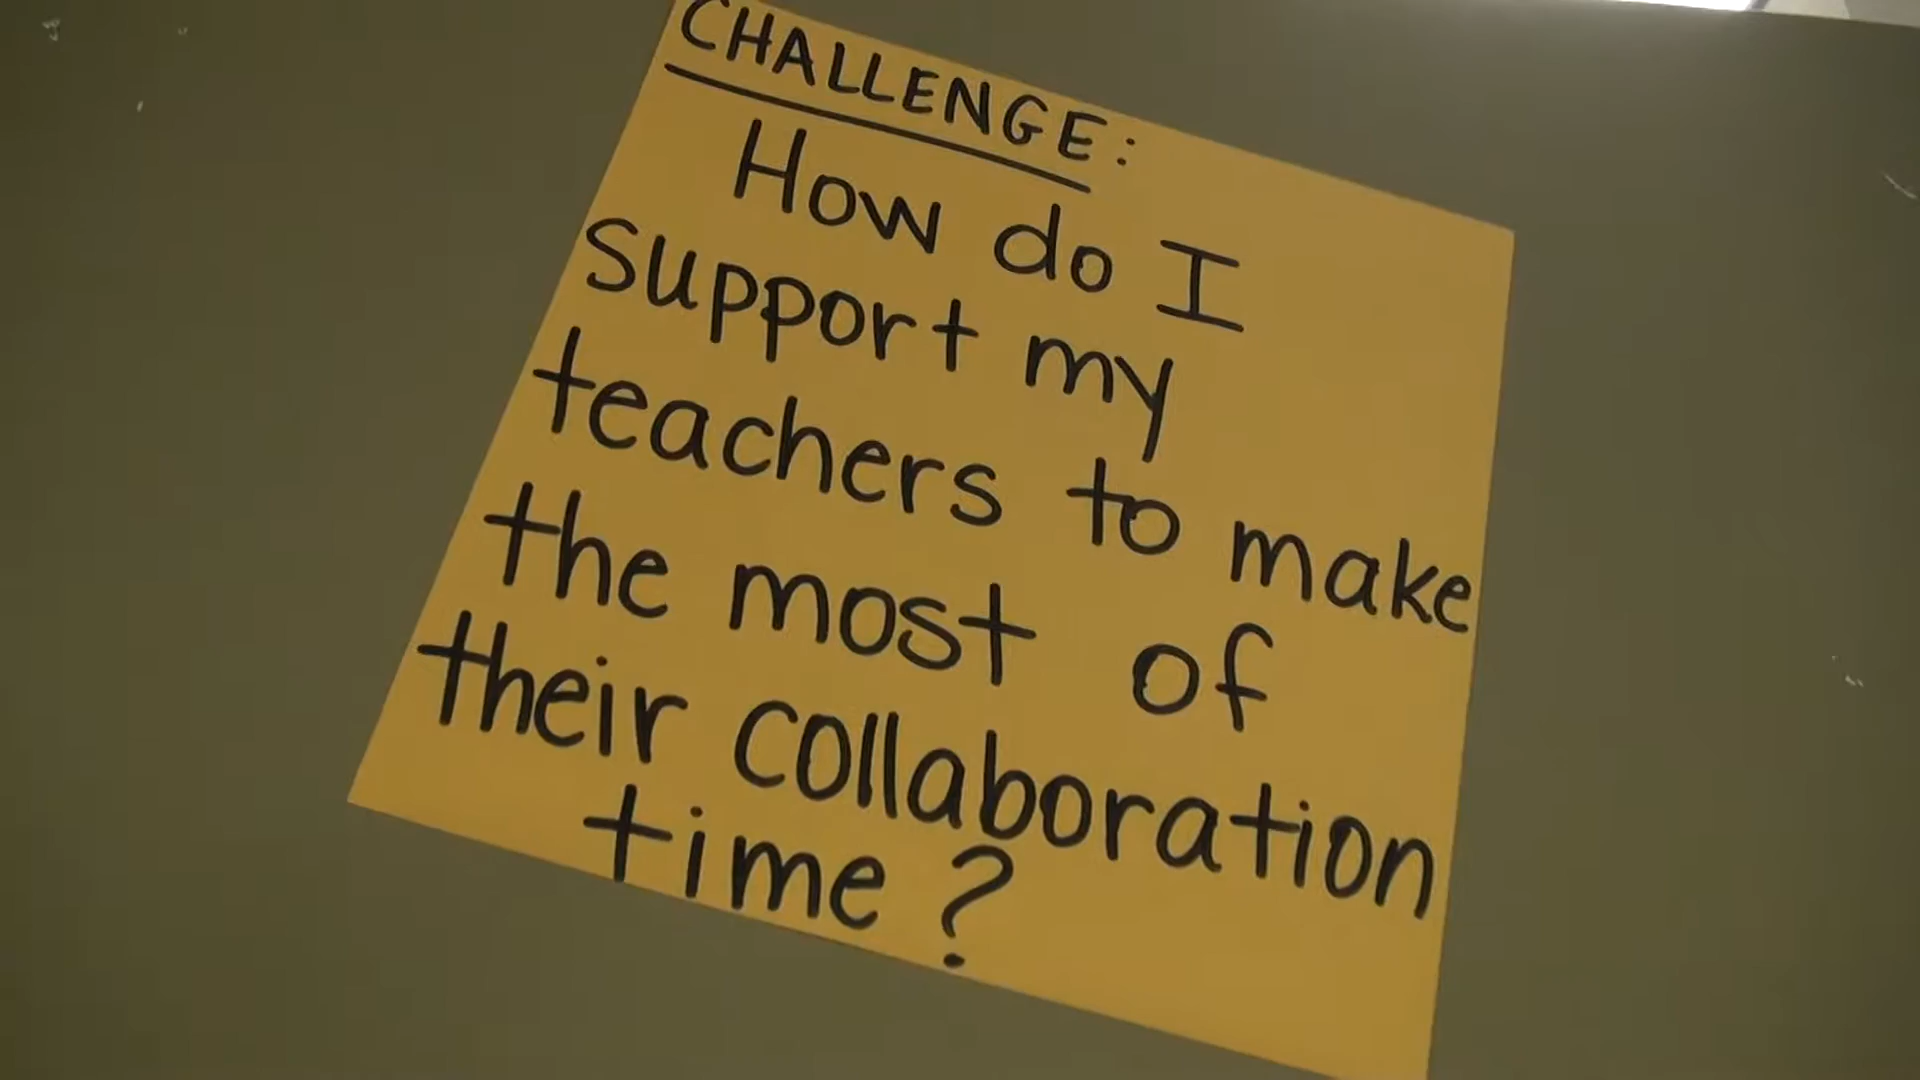 CHALLENGE:
How do I
support my
teachers to make
the most of
their collaboration
time?